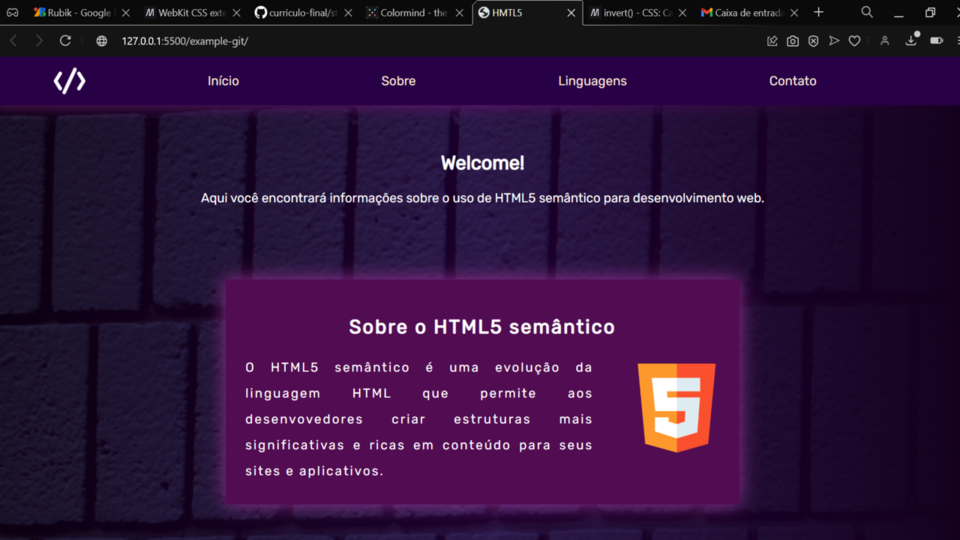 Rubik - Google
WebKit CSS exte
curriculo-final/st
Colormind - the
HMTL5
invert() - CSS: Ca
Caixa de entrada
127.0.0.1:5500/example-git/
</> Início Sobre Linguagens Contato
Welcome!
Aqui você encontrará informações sobre o uso de HTML5 semântico para desenvolvimento web.
Sobre o HTML5 semântico
O HTML5 semântico é uma evolução da
linguagem HTML que permite aos
desenvovedores criar estruturas mais
significativas e ricas em conteúdo para seus
sites e aplicativos.
5